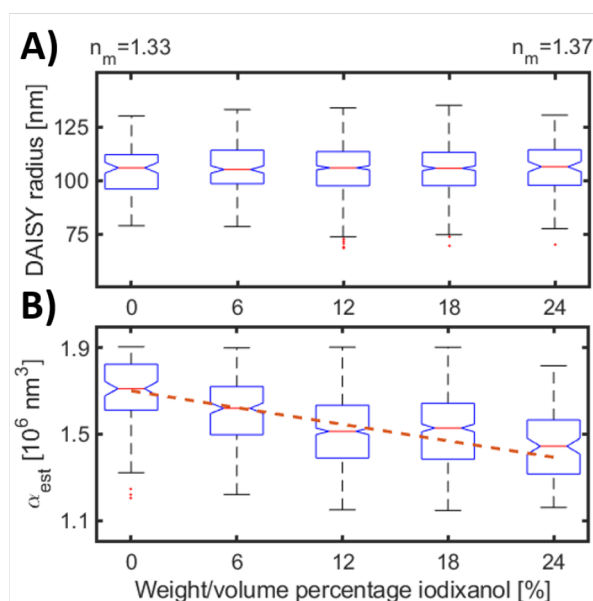 A)
n_m=1.33
n_m=1.37
DAISY radius [nm]
125
100
75
0 6 12 18 24
B)
α_est [10^6 nm^3]
1.9
1.5
1.1
0 6 12 18 24
Weight/volume percentage iodixanol [%]